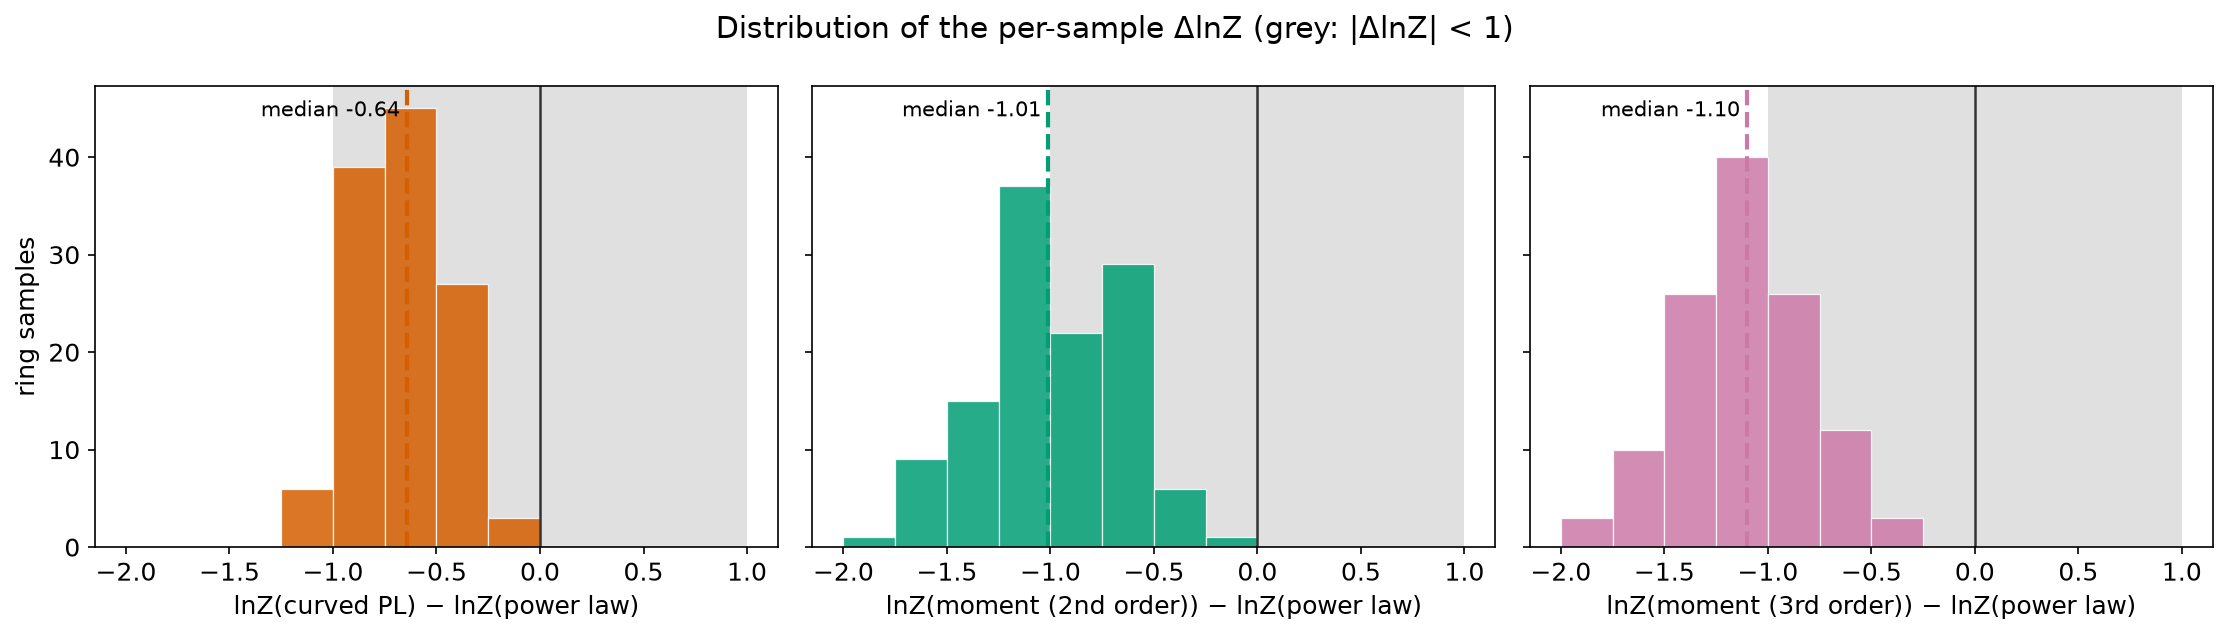 Distribution of the per-sample ΔlnZ (grey: |ΔlnZ| < 1)
median -0.64
median -1.01
median -1.10
ring samples
40
30
20
10
0
−2.0 −1.5 −1.0 −0.5 0.0 0.5 1.0
−2.0 −1.5 −1.0 −0.5 0.0 0.5 1.0
−2.0 −1.5 −1.0 −0.5 0.0 0.5 1.0
lnZ(curved PL) − lnZ(power law)
lnZ(moment (2nd order)) − lnZ(power law)
lnZ(moment (3rd order)) − lnZ(power law)